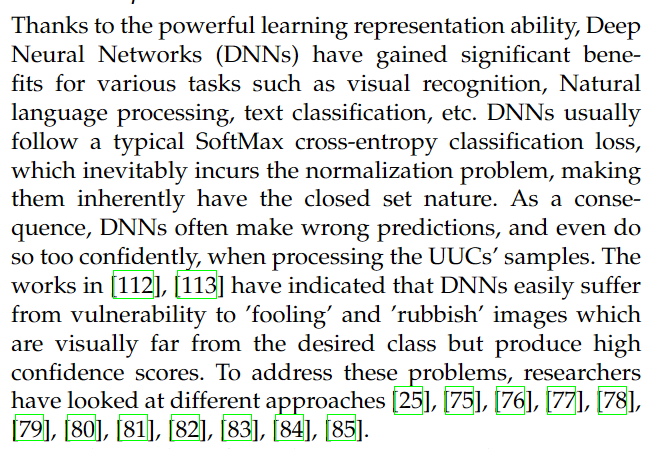 Thanks to the powerful learning representation ability, Deep
Neural Networks (DNNs) have gained significant bene-
fits for various tasks such as visual recognition, Natural
language processing, text classification, etc. DNNs usually
follow a typical SoftMax cross-entropy classification loss,
which inevitably incurs the normalization problem, making
them inherently have the closed set nature. As a conse-
quence, DNNs often make wrong predictions, and even do
so too confidently, when processing the UUCs' samples. The
works in [112], [113] have indicated that DNNs easily suffer
from vulnerability to 'fooling' and 'rubbish' images which
are visually far from the desired class but produce high
confidence scores. To address these problems, researchers
have looked at different approaches [25], [75], [76], [77], [78],
[79], [80], [81], [82], [83], [84], [85].